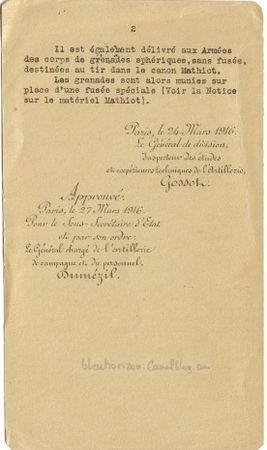 2
Il est également délivré aux Armées
des corps de grenades sphériques, sans fusée,
destinées au tir dans le canon Mathiot.
Les grenades sont alors munies sur
place d'une fusée spéciale (Voir la Notice
sur le matériel Mathiot).
Paris, le 24 Mars 1916.
Le Général de division,
Inspecteur des études
et expériences techniques de l'Artillerie,
Gossot.
Approuvé:
Paris, le 27 Mars 1916.
Pour le Sous-Secrétaire d'Etat
et par son ordre:
Le Général chargé de l'artillerie
de campagne et du personnel,
Dumézil.
bleuhorizon.canalblog.com